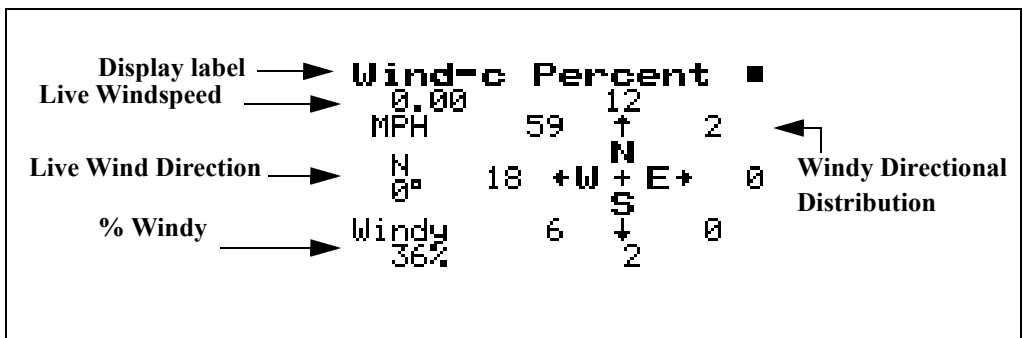 Display label
Live Windspeed
Live Wind Direction
% Windy
Wind-c Percent ■
0.00 12
MPH 59 ↑ 2
N N
0° 18 ←W + E→ 0
S
Windy 6 ↓ 0
36% 2
Windy Directional
Distribution